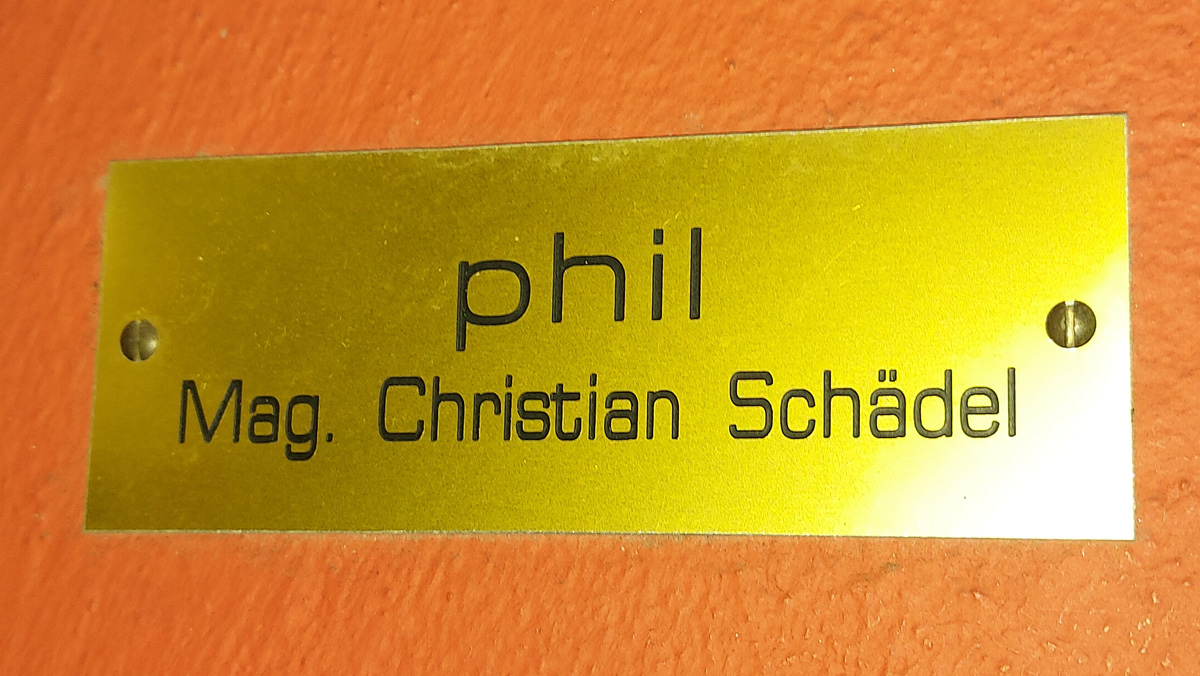 phil
Mag. Christian Schädel